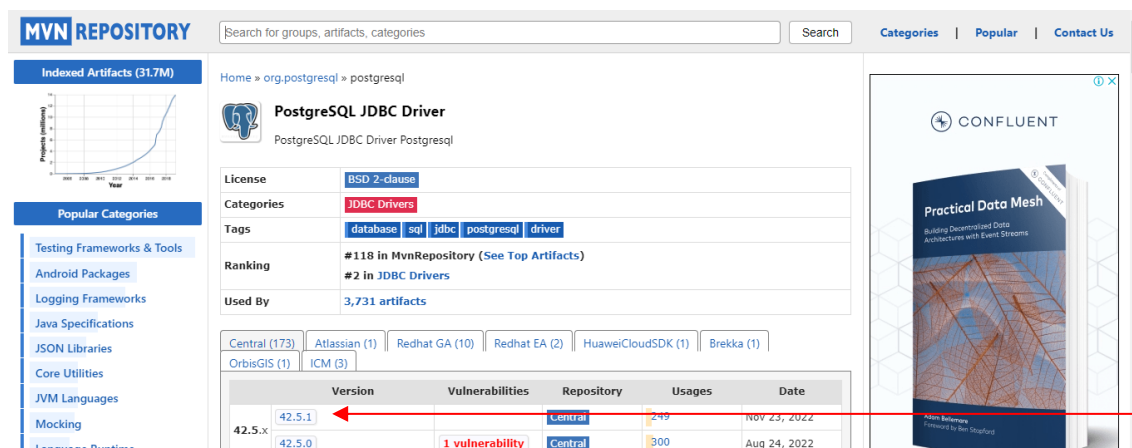 MVN REPOSITORY
Search for groups, artifacts, categories
Search
Categories | Popular | Contact Us
Indexed Artifacts (31.7M)
Projects (millions)
Year
Popular Categories
Testing Frameworks & Tools
Android Packages
Logging Frameworks
Java Specifications
JSON Libraries
Core Utilities
JVM Languages
Mocking
Language Runtime
Home » org.postgresql » postgresql
PostgreSQL JDBC Driver
PostgreSQL JDBC Driver Postgresql
License BSD 2-clause
Categories JDBC Drivers
Tags database sql jdbc postgresql driver
Ranking #118 in MvnRepository (See Top Artifacts)
#2 in JDBC Drivers
Used By 3,731 artifacts
Central (173) Atlassian (1) Redhat GA (10) Redhat EA (2) HuaweiCloudSDK (1) Brekka (1)
OrbisGIS (1) ICM (3)
Version Vulnerabilities Repository Usages Date
42.5.x
42.5.1 Central 249 Nov 23, 2022
42.5.0 1 vulnerability Central 300 Aug 24, 2022
CONFLUENT
Practical Data Mesh
Building Decentralized Data
Architectures with Event Streams
Adam Bellemare
Foreword by Ben Stopford